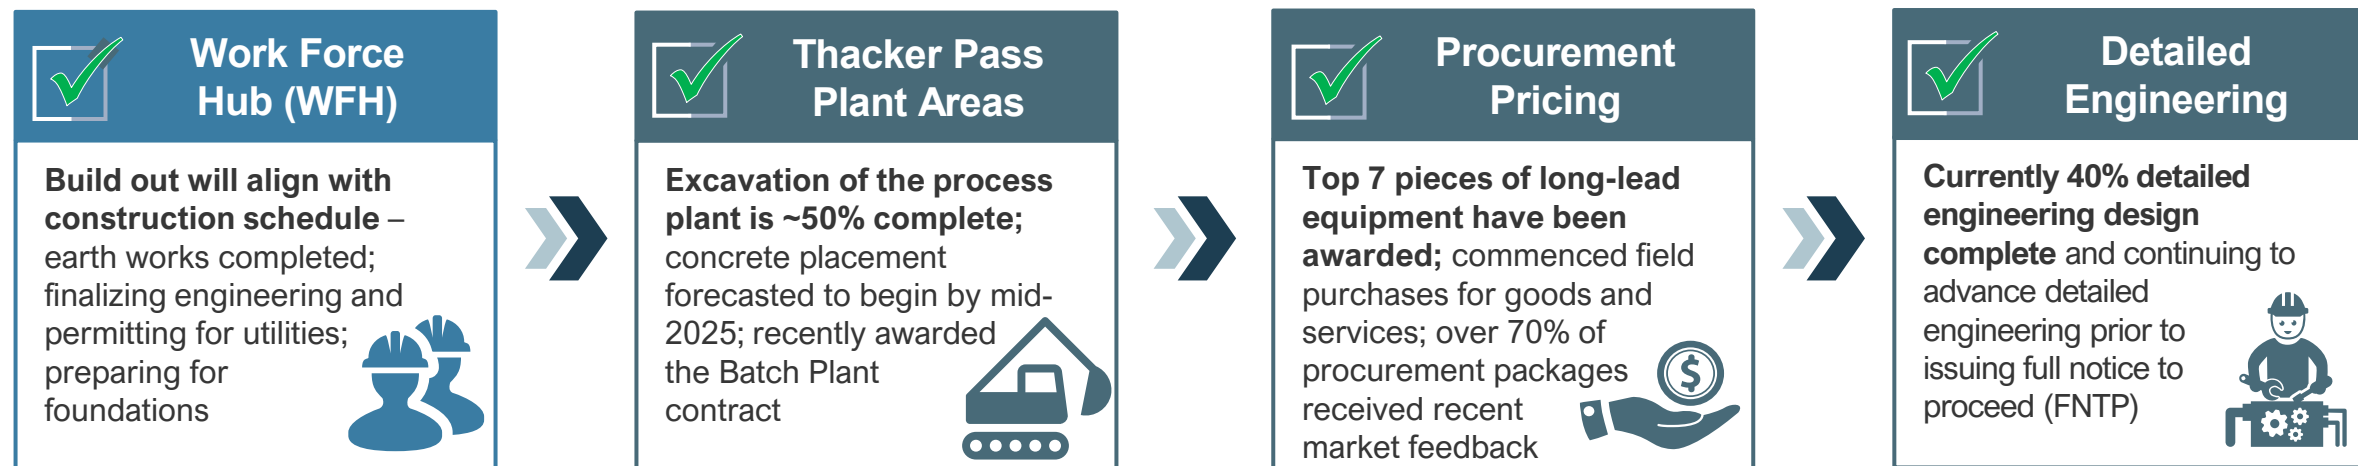 Work Force
Hub (WFH)
Build out will align with
construction schedule –
earth works completed;
finalizing engineering and
permitting for utilities;
preparing for
foundations
Thacker Pass
Plant Areas
Excavation of the process
plant is ~50% complete;
concrete placement
forecasted to begin by mid-
2025; recently awarded
the Batch Plant
contract
Procurement
Pricing
Top 7 pieces of long-lead
equipment have been
awarded; commenced field
purchases for goods and
services; over 70% of
procurement packages
received recent
market feedback
$
Detailed
Engineering
Currently 40% detailed
engineering design
complete and continuing to
advance detailed
engineering prior to
issuing full notice to
proceed (FNTP)